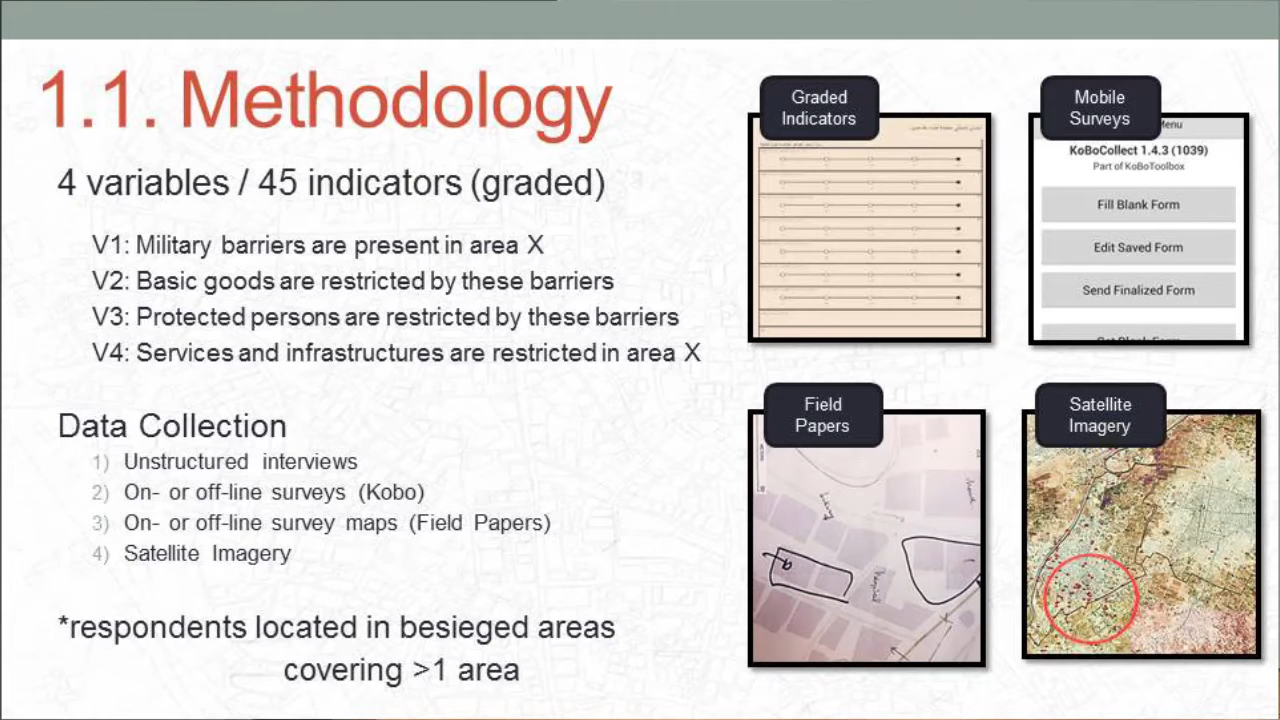 1.1. Methodology
4 variables / 45 indicators (graded)
V1: Military barriers are present in area X
V2: Basic goods are restricted by these barriers
V3: Protected persons are restricted by these barriers
V4: Services and infrastructures are restricted in area X
Data Collection
1) Unstructured interviews
2) On- or off-line surveys (Kobo)
3) On- or off-line survey maps (Field Papers)
4) Satellite Imagery
*respondents located in besieged areas
covering >1 area
Graded
Indicators
Mobile
Surveys
KoBoCollect 1.4.3 (1039)
Part of KoBoToolbox
Fill Blank Form
Edit Saved Form
Send Finalized Form
Field
Papers
Satellite
Imagery